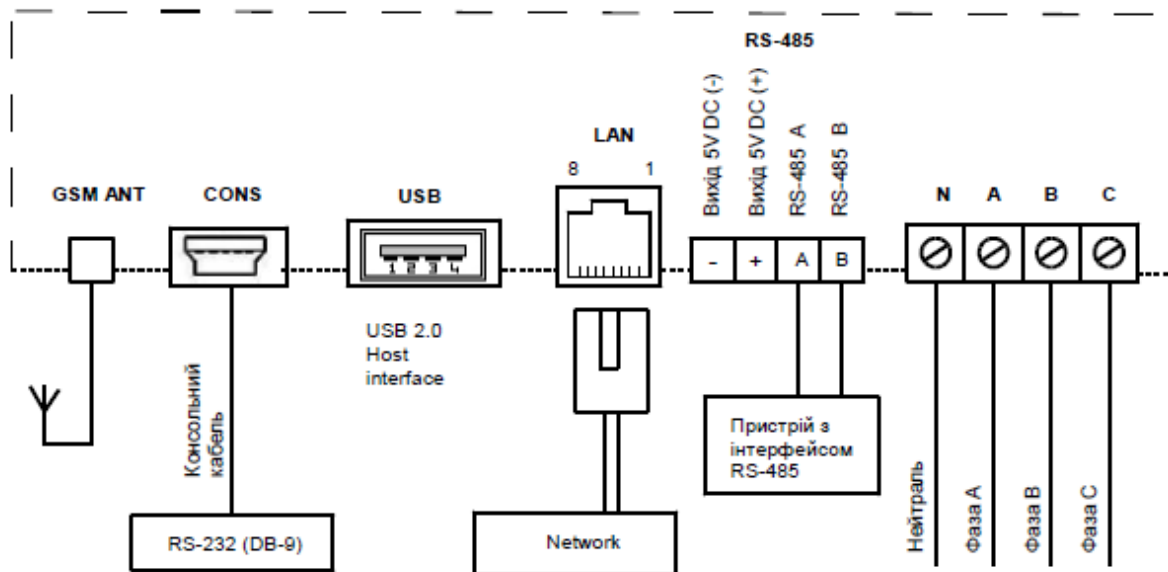 RS-485
Вихід 5V DC (-)
Вихід 5V DC (+)
RS-485 A
RS-485 B
LAN
8 1
GSM ANT
CONS
USB
N A B C
1 2 3 4
- + A B
USB 2.0
Host
interface
Консольний
кабель
Пристрій з
інтерфейсом
RS-485
Нейтраль
Фаза A
Фаза B
Фаза C
RS-232 (DB-9)
Network